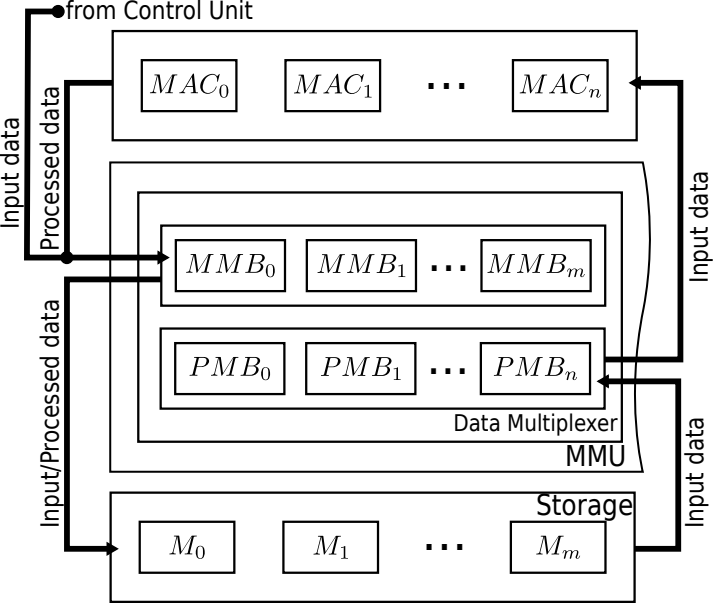 from Control Unit
MAC₀ MAC₁ ... MACₙ
Input data
Processed data
Input data
MMB₀ MMB₁ ... MMBₘ
PMB₀ PMB₁ ... PMBₙ
Data Multiplexer
MMU
Input/Processed data
Input data
Storage
M₀ M₁ ... Mₘ